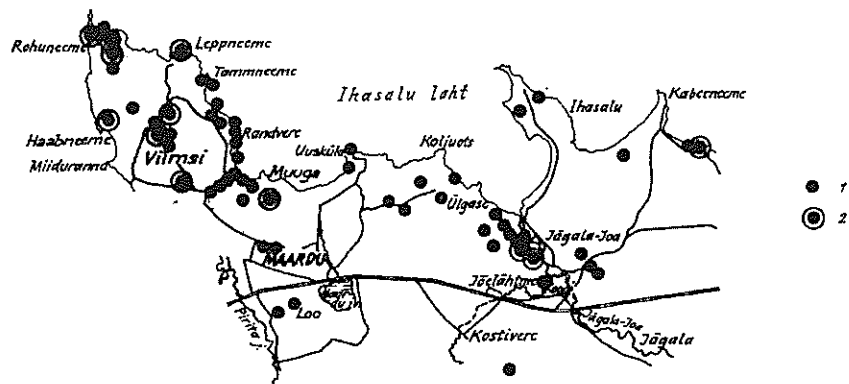 Rohuneeme
Leppneeme
Tammneeme
Ihasalu laht
Ihasalu
Kaberneeme
Haabneeme
Viimsi
Randvere
Miiduranna
Uusküla
Koljuots
Muuga
Ülgase
Jägala-Joa
MAARDU
Jõelähtme
Pirita j.
Loo
Kostivere
Jägala-Joa
Jägala
1
2